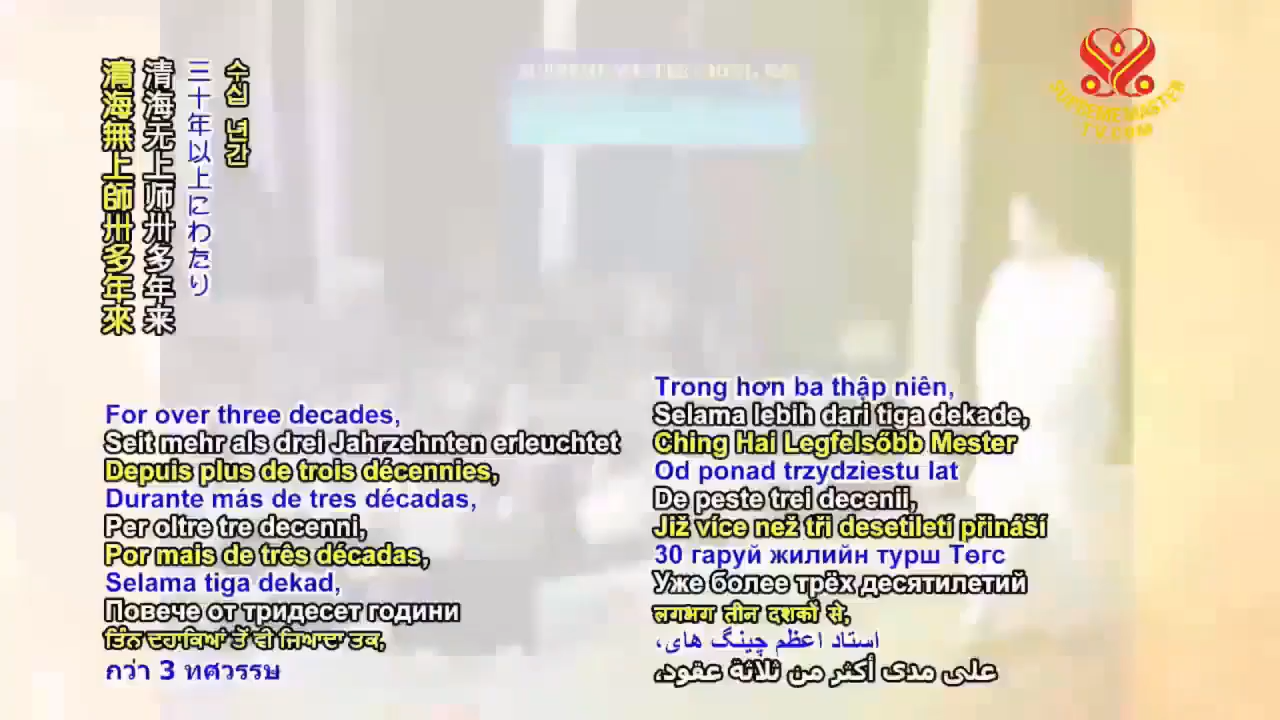 清海無上師卅多年來
清海无上师卅多年来
三十年以上にわたり
수십 년간
SUPREMEMASTER
TV.COM
For over three decades,
Seit mehr als drei Jahrzehnten erleuchtet
Depuis plus de trois décennies,
Durante más de tres décadas,
Per oltre tre decenni,
Por mais de três décadas,
Selama tiga dekad,
Повече от тридесет години
ਤਿੰਨ ਦਹਾਕਿਆਂ ਤੋਂ ਵੀ ਜਿਆਦਾ ਤਕ,
กว่า 3 ทศวรรษ
Trong hơn ba thập niên,
Selama lebih dari tiga dekade,
Ching Hai Legfelsőbb Mester
Od ponad trzydziestu lat
De peste trei decenii,
Již více než tři desetiletí přináší
30 гаруй жилийн турш Төгс
Уже более трёх десятилетий
लगभग तीन दशकों से,
استاد اعظم چینگ های،
على مدى أكثر من ثلاثة عقود،